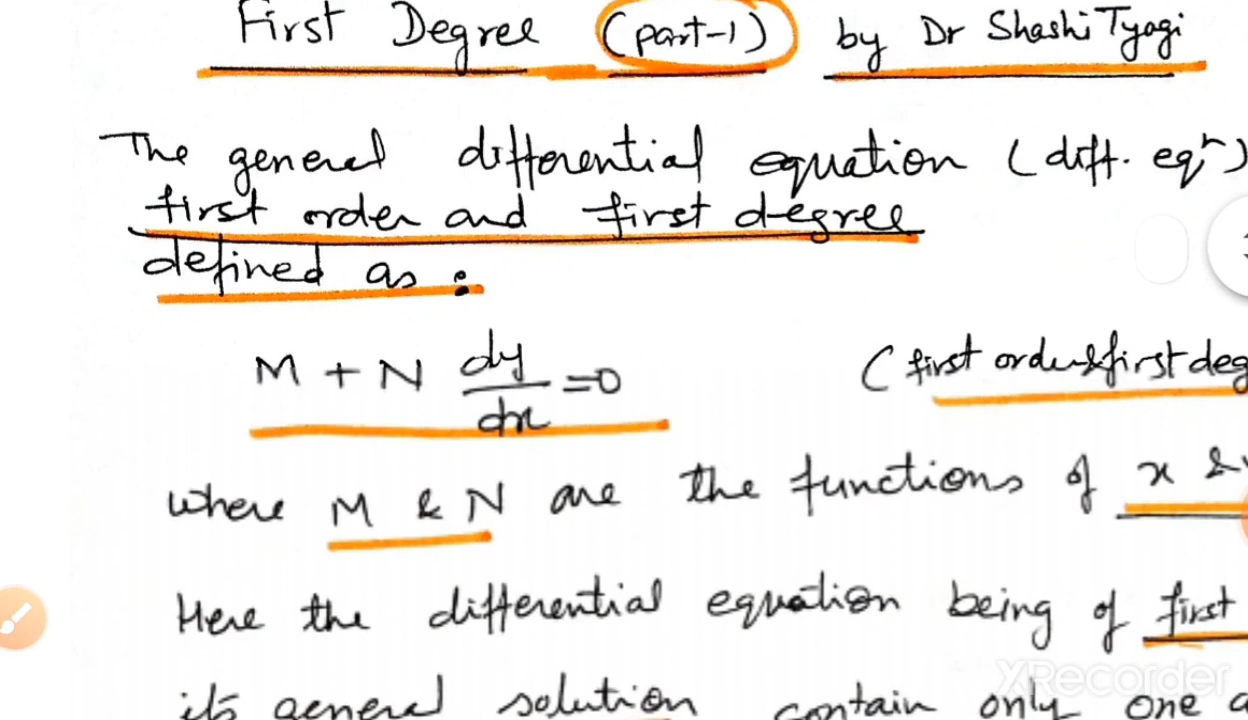 First Degree (part-1) by Dr Shashi Tyagi
The general differential equation (diff. eqn)
first order and first degree
defined as :
M + N dy/dx =0 (first order & first deg
where M & N are the functions of x &
Here the differential equation being of first
its general solution contain only one
XRecorder